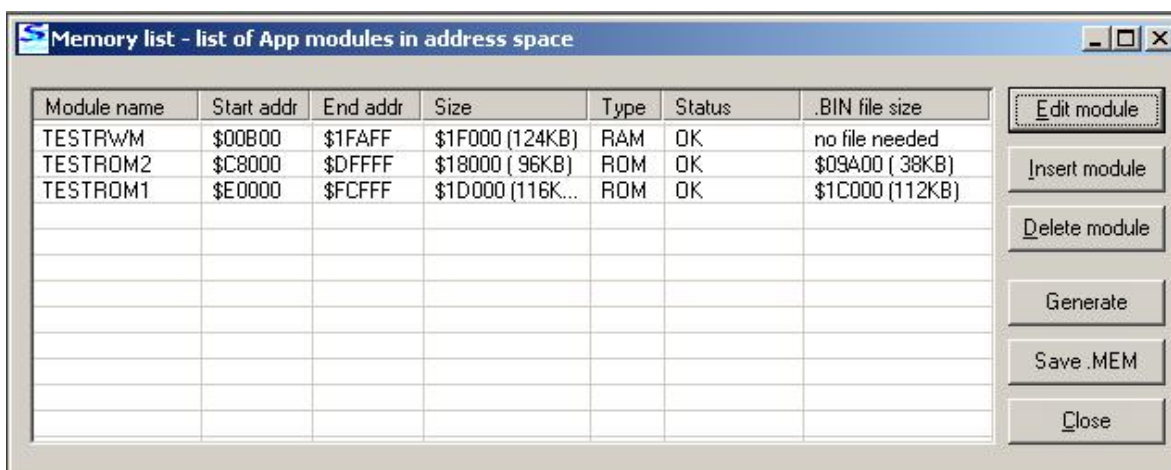 Memory list - list of App modules in address space
Module name Start addr End addr Size Type Status .BIN file size
TESTRWM $00B00 $1FAFF $1F000 (124KB) RAM OK no file needed
TESTROM2 $C8000 $DFFFF $18000 ( 96KB) ROM OK $09A00 ( 38KB)
TESTROM1 $E0000 $FCFFF $1D000 (116K... ROM OK $1C000 (112KB)
Edit module
Insert module
Delete module
Generate
Save .MEM
Close